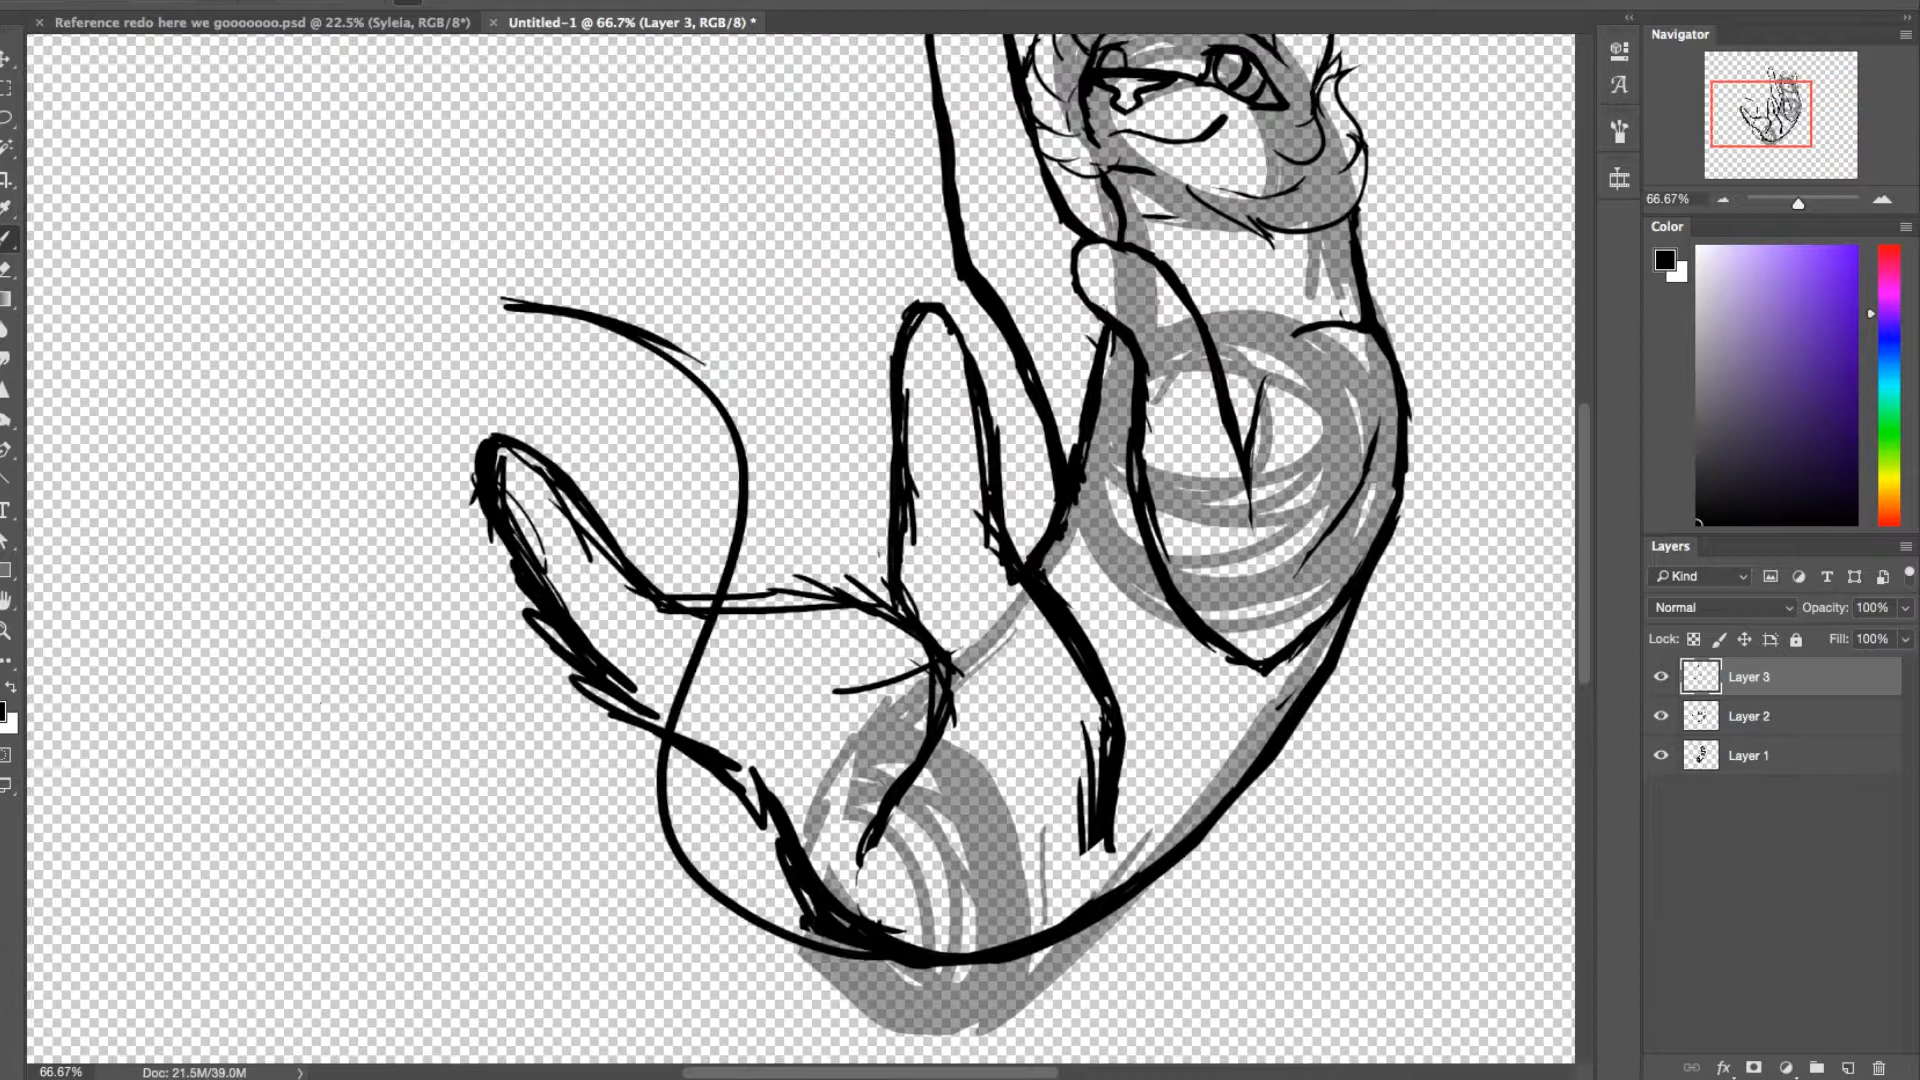 Reference redo here we gooooooo.psd @ 22.5% (Syleia, RGB/8*)
Untitled-1 @ 66.7% (Layer 3, RGB/8) *
Navigator
66.67%
Color
Layers
Kind
Normal
Opacity: 100%
Lock:
Fill: 100%
Layer 3
Layer 2
Layer 1
fx
66.67%
Doc: 21.5M/39.0M